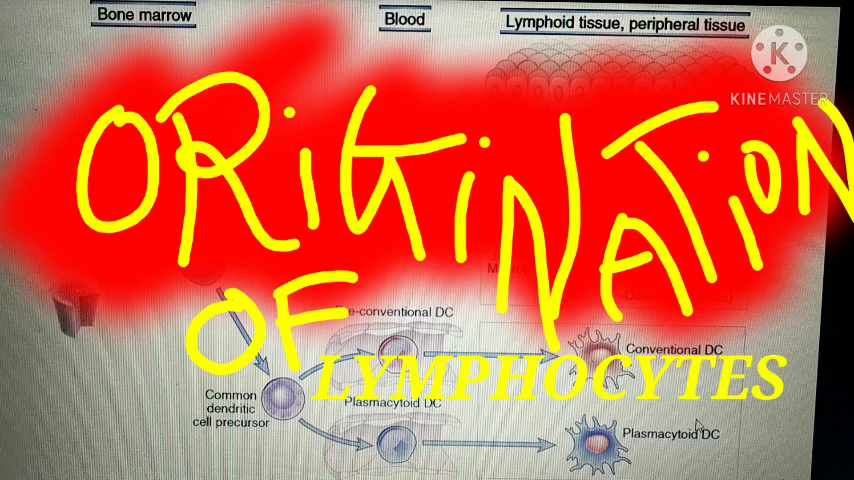 Bone marrow
Blood
Lymphoid tissue, peripheral tissue
K
KINEMASTER
ORIGINATION
OF
LYMPHOCYTES
Pre-conventional DC
Conventional DC
Common
dendritic
cell precursor
Plasmacytoid DC
Plasmacytoid DC